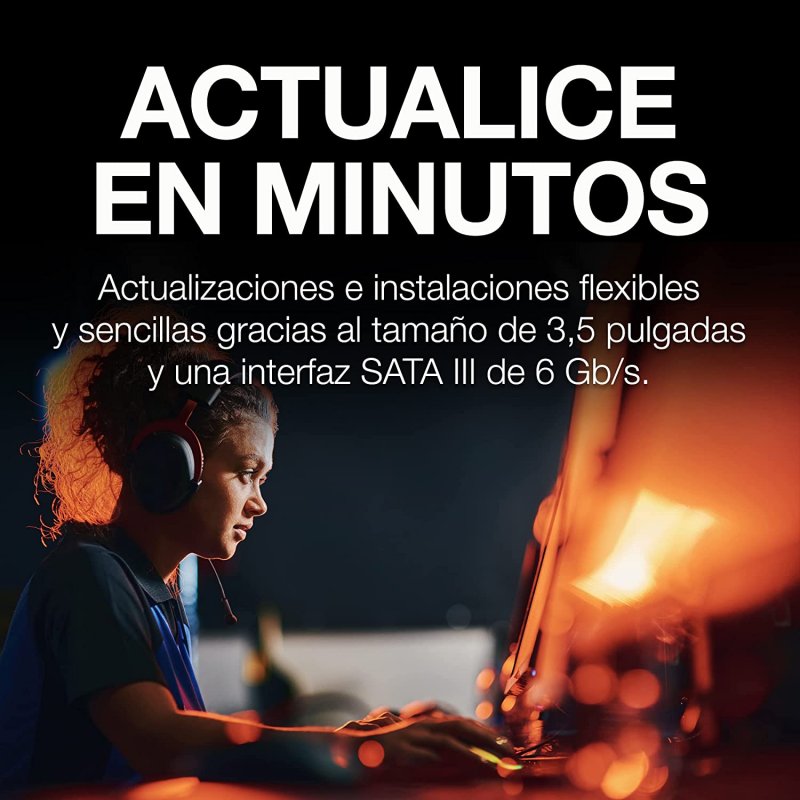 ACTUALICE
EN MINUTOS
Actualizaciones e instalaciones flexibles
y sencillas gracias al tamaño de 3,5 pulgadas
y una interfaz SATA III de 6 Gb/s.